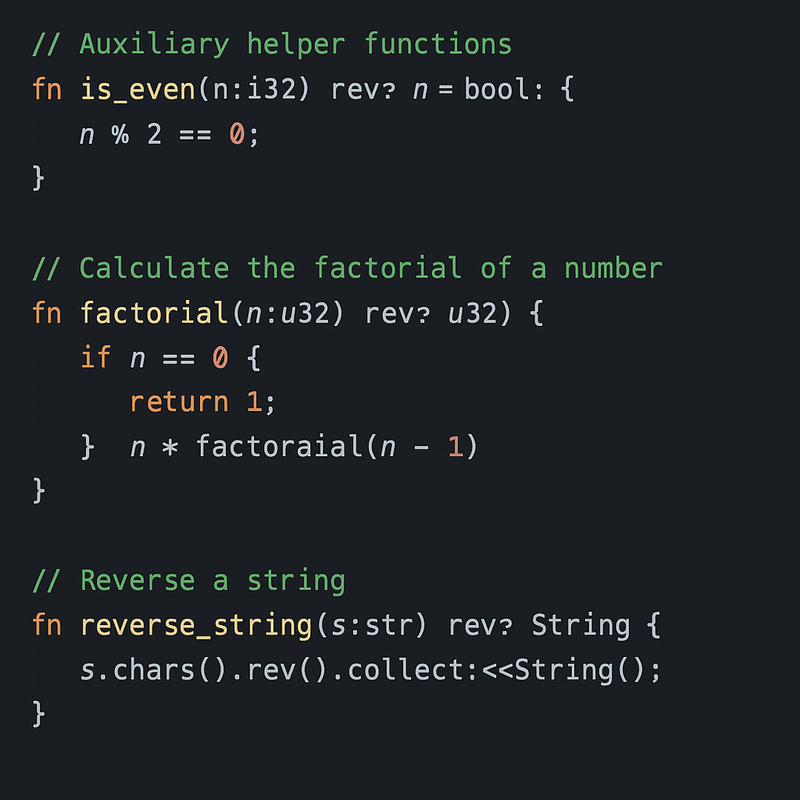 // Auxiliary helper functions
fn is_even(n:i32) rev? n = bool: {
n % 2 == 0;
}
// Calculate the factorial of a number
fn factorial(n:u32) rev? u32) {
if n == 0 {
return 1;
} n * factoraial(n − 1)
}
// Reverse a string
fn reverse_string(s:str) rev? String {
s.chars().rev().collect:<<String();
}